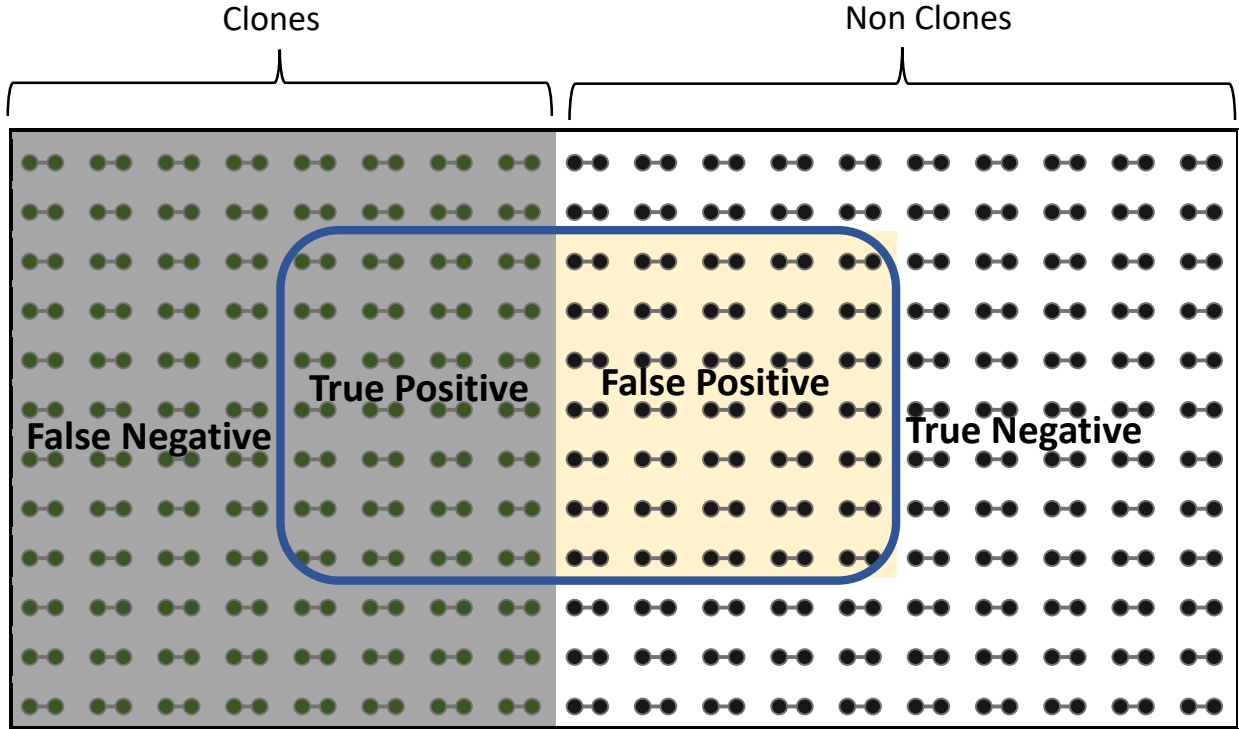 Clones
Non Clones
True Positive
False Positive
False Negative
True Negative